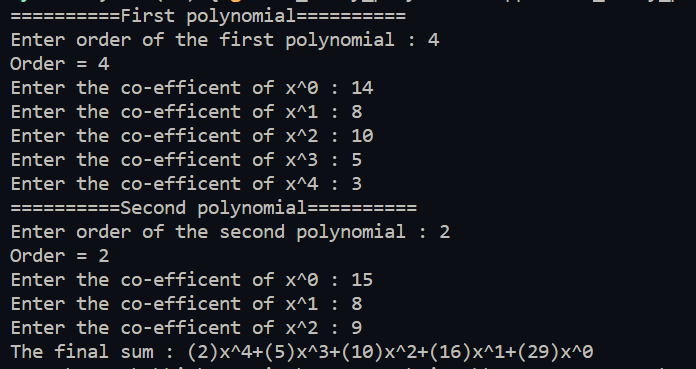 ==========First polynomial==========
Enter order of the first polynomial : 4
Order = 4
Enter the co-efficent of x^0 : 14
Enter the co-efficent of x^1 : 8
Enter the co-efficent of x^2 : 10
Enter the co-efficent of x^3 : 5
Enter the co-efficent of x^4 : 3
==========Second polynomial==========
Enter order of the second polynomial : 2
Order = 2
Enter the co-efficent of x^0 : 15
Enter the co-efficent of x^1 : 8
Enter the co-efficent of x^2 : 9
The final sum : (2)x^4+(5)x^3+(10)x^2+(16)x^1+(29)x^0